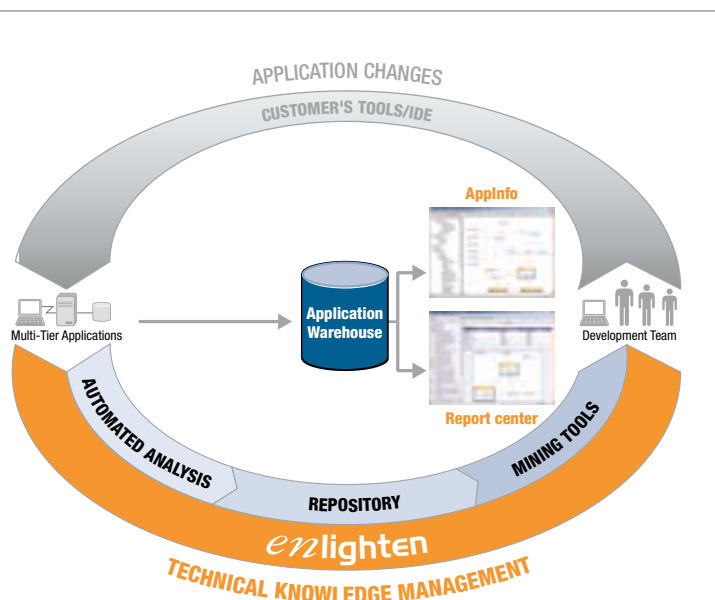 APPLICATION CHANGES
CUSTOMER'S TOOLS/IDE
AppInfo
Application
Warehouse
Multi-Tier Applications
Development Team
Report center
AUTOMATED ANALYSIS
REPOSITORY
MINING TOOLS
enlighten
TECHNICAL KNOWLEDGE MANAGEMENT